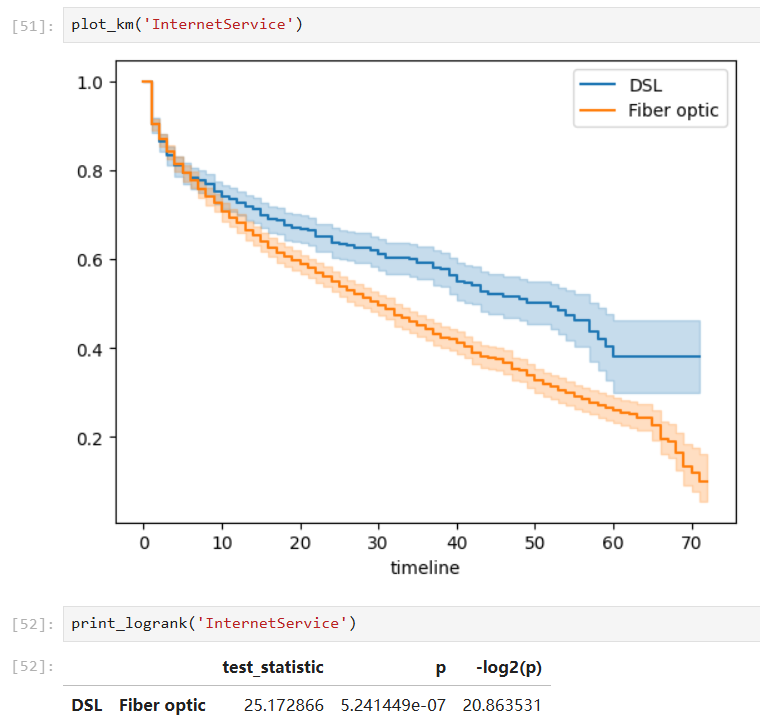 [51]: plot_km('InternetService')
DSL
Fiber optic
1.0
0.8
0.6
0.4
0.2
0 10 20 30 40 50 60 70
timeline
[52]: print_logrank('InternetService')
[52]: test_statistic p -log2(p)
DSL Fiber optic 25.172866 5.241449e-07 20.863531